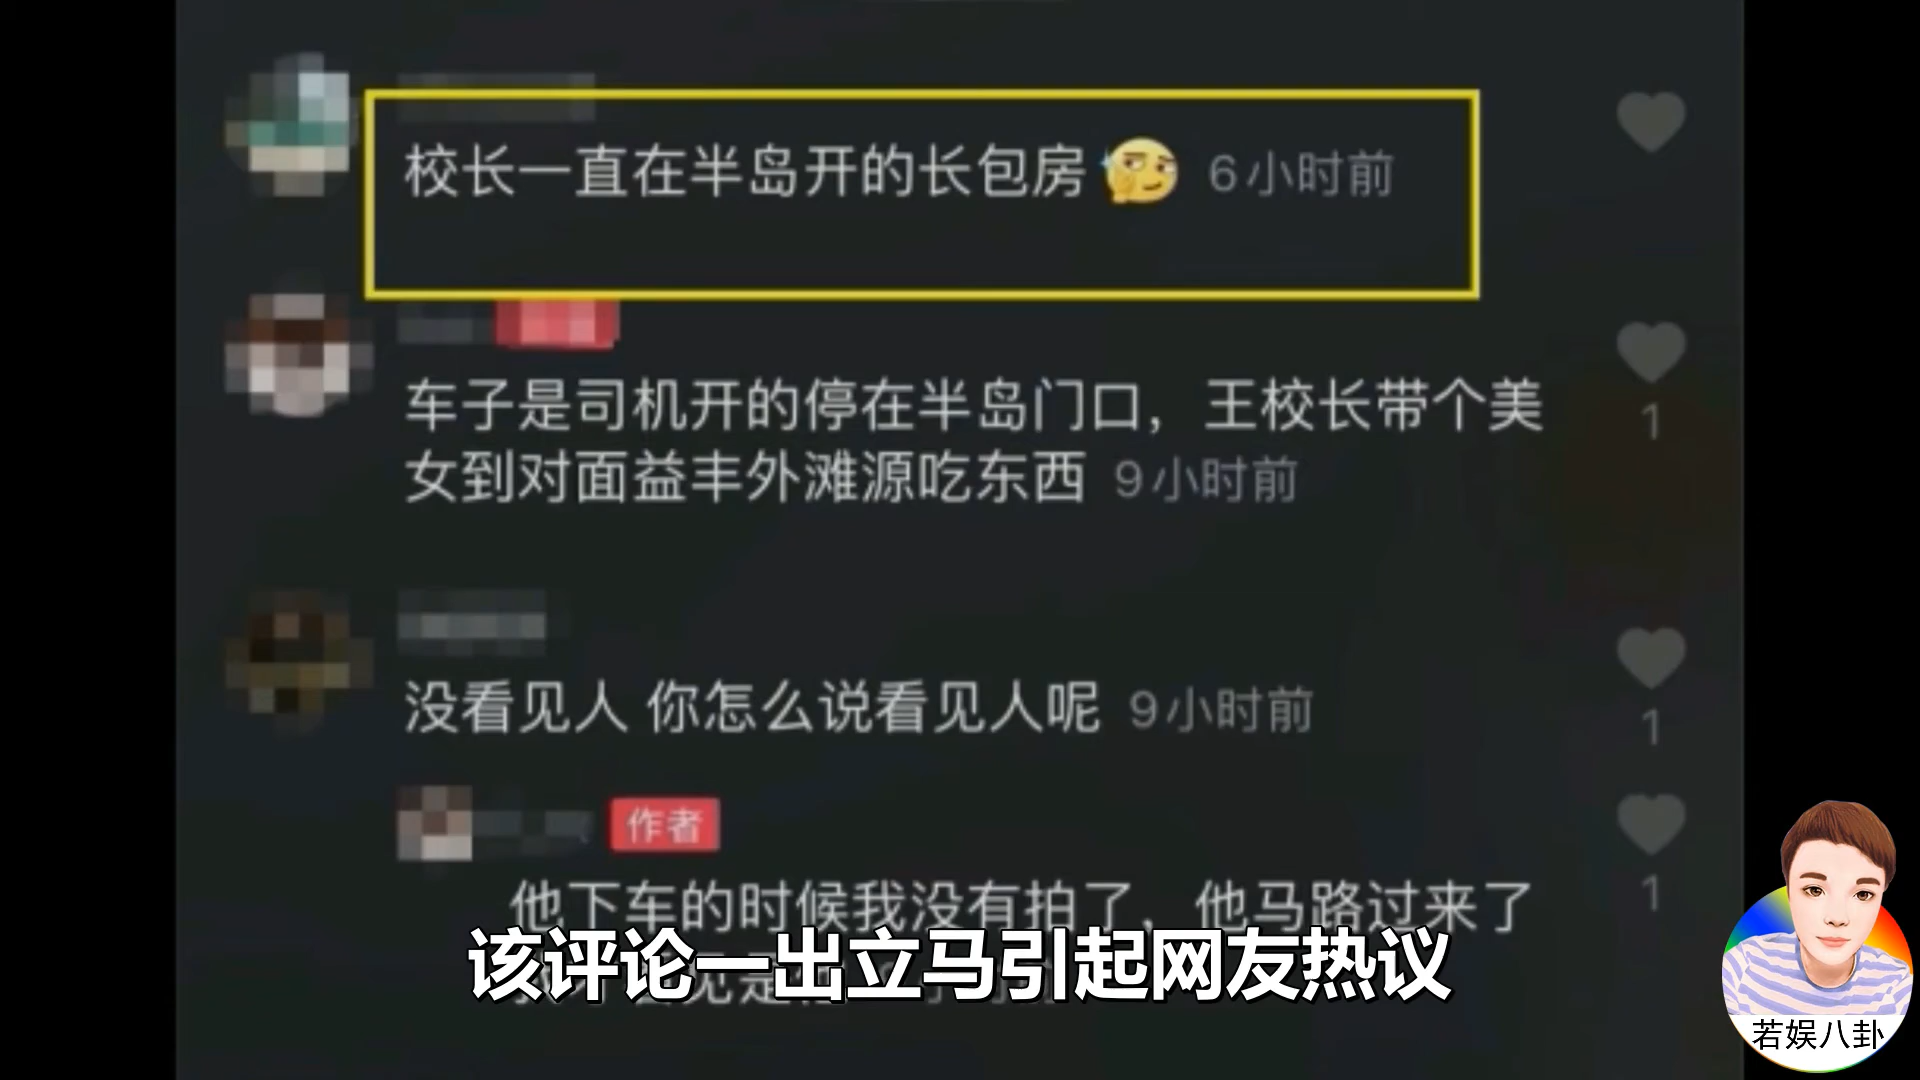 校长一直在半岛开的长包房 6小时前
车子是司机开的停在半岛门口，王校长带个美
1
女到对面益丰外滩源吃东西 9小时前
没看见人 你怎么说看见人呢 9小时前
1
作者
他下车的时候我没有拍了，他马路过来了
1
该评论一出立马引起网友热议
若娱八卦